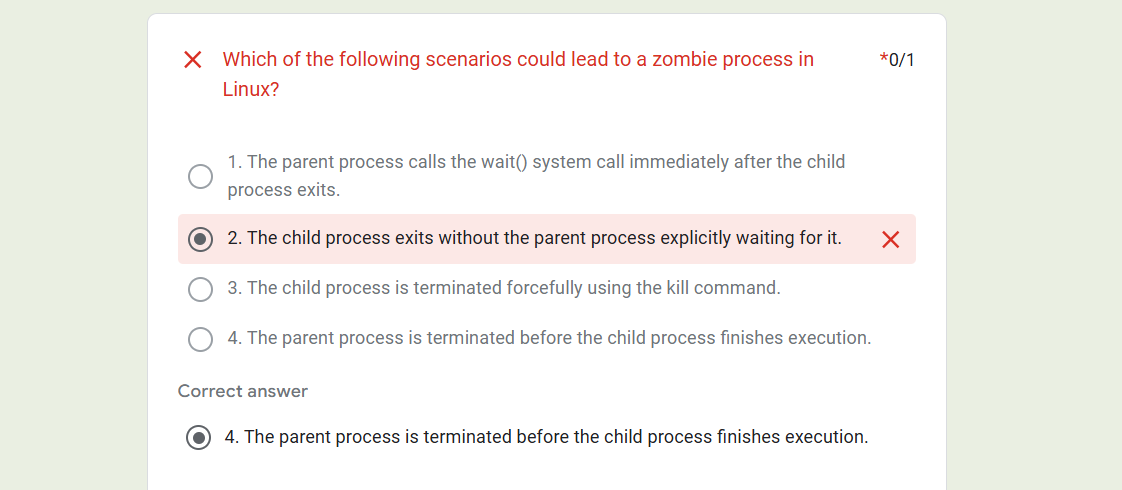 Which of the following scenarios could lead to a zombie process in
*0/1
Linux?
1. The parent process calls the wait() system call immediately after the child
process exits.
2. The child process exits without the parent process explicitly waiting for it.
3. The child process is terminated forcefully using the kill command.
4. The parent process is terminated before the child process finishes execution.
Correct answer
4. The parent process is terminated before the child process finishes execution.